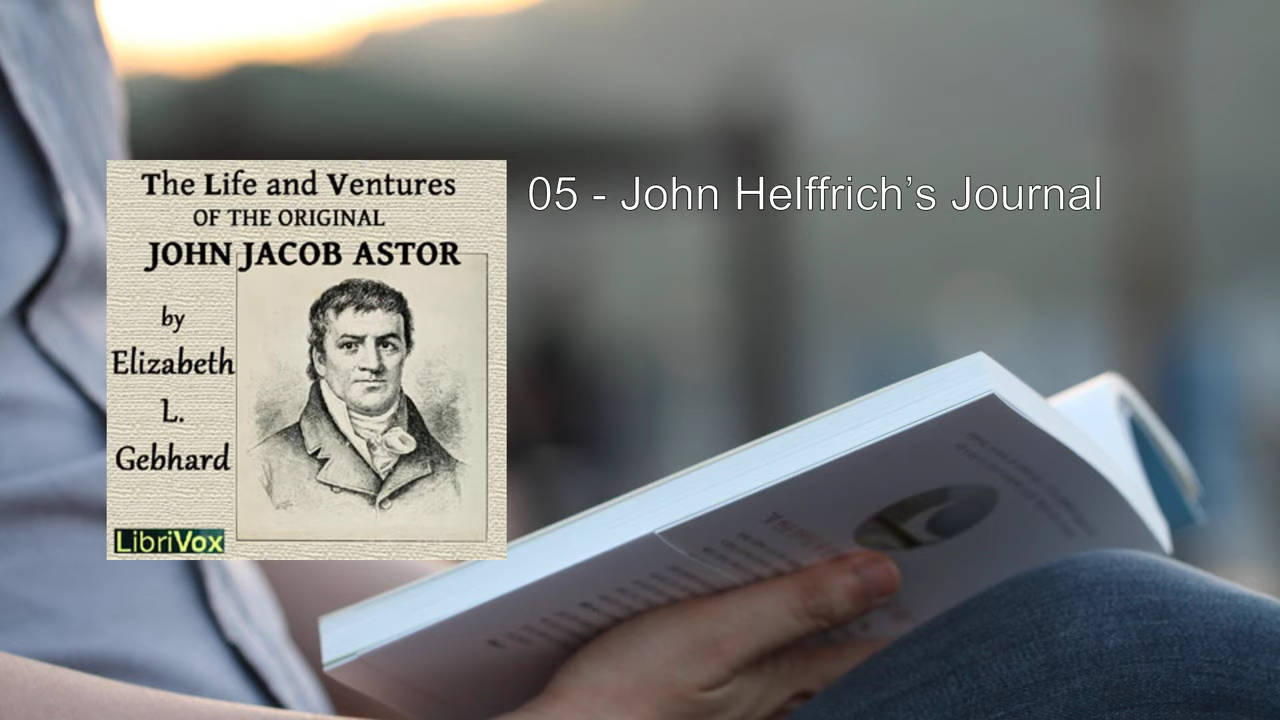 The Life and Ventures
OF THE ORIGINAL
JOHN JACOB ASTOR
by
Elizabeth
L.
Gebhard
LibriVox
05 - John Helffrich’s Journal